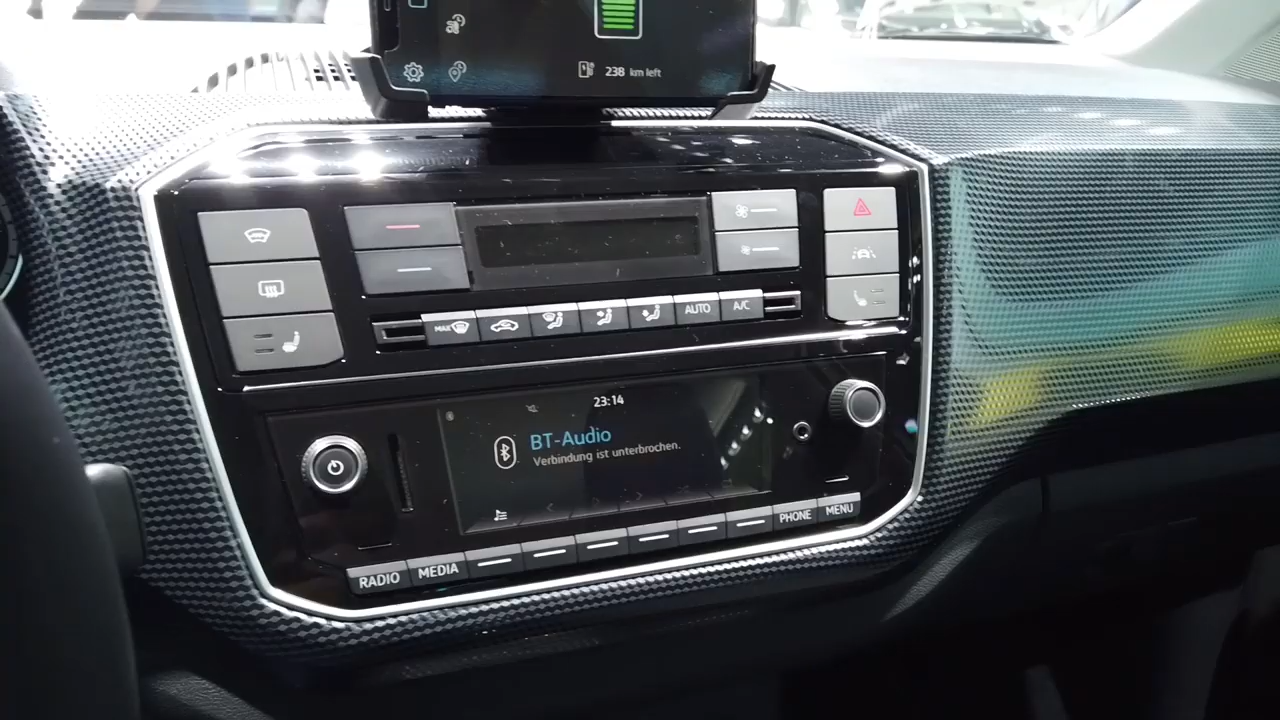 238 km left
MAX
AUTO
A/C
23:14
BT-Audio
Verbindung ist unterbrochen.
RADIO
MEDIA
PHONE
MENU